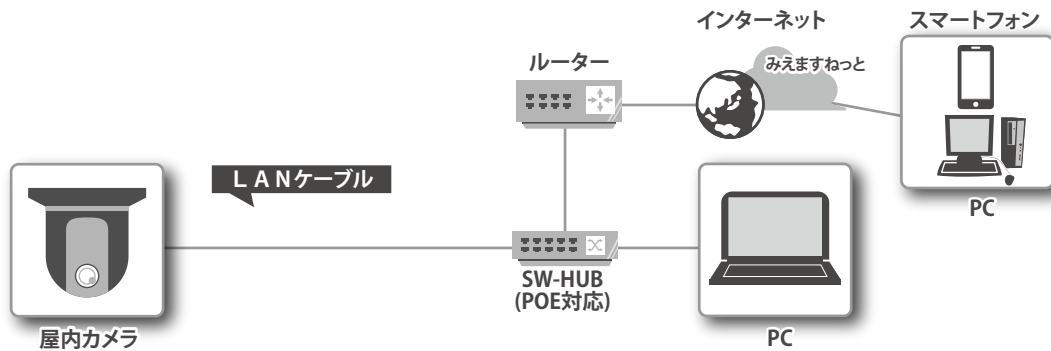 インターネット
スマートフォン
みえますねっと
ルーター
LANケーブル
PC
SW-HUB
(POE対応)
屋内カメラ
PC